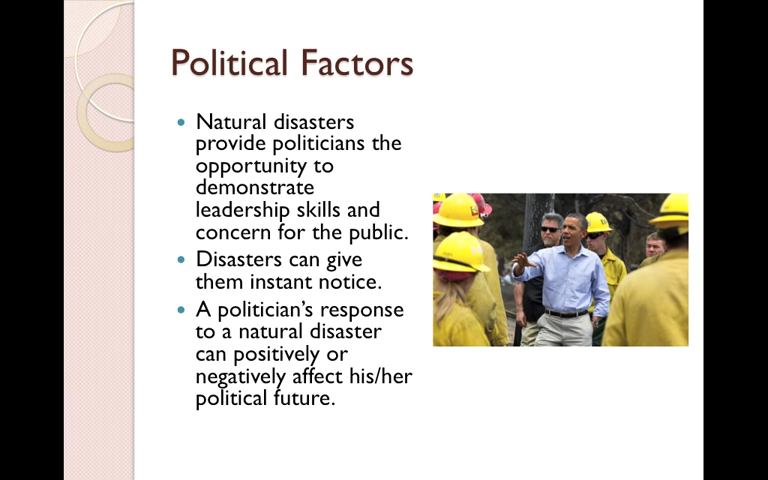 Political Factors
• Natural disasters
provide politicians the
opportunity to
demonstrate
leadership skills and
concern for the public.
• Disasters can give
them instant notice.
• A politician's response
to a natural disaster
can positively or
negatively affect his/her
political future.